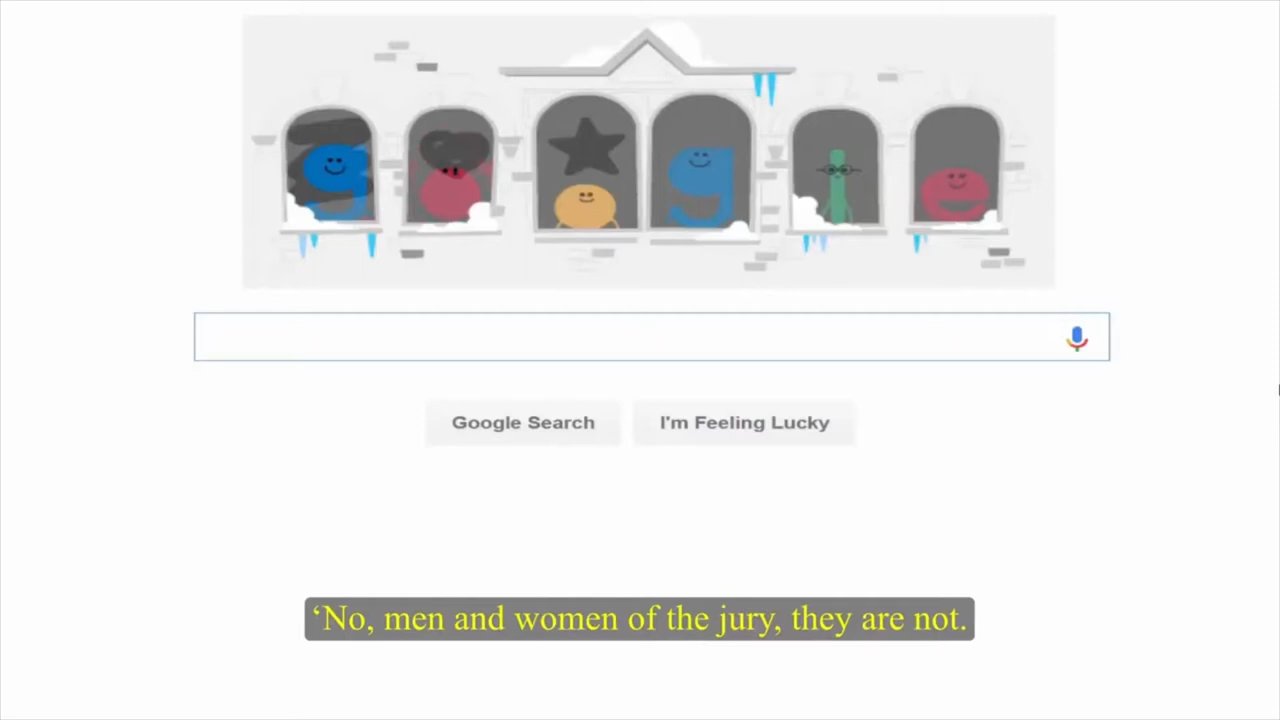 Google Search
I'm Feeling Lucky
‘No, men and women of the jury, they are not.